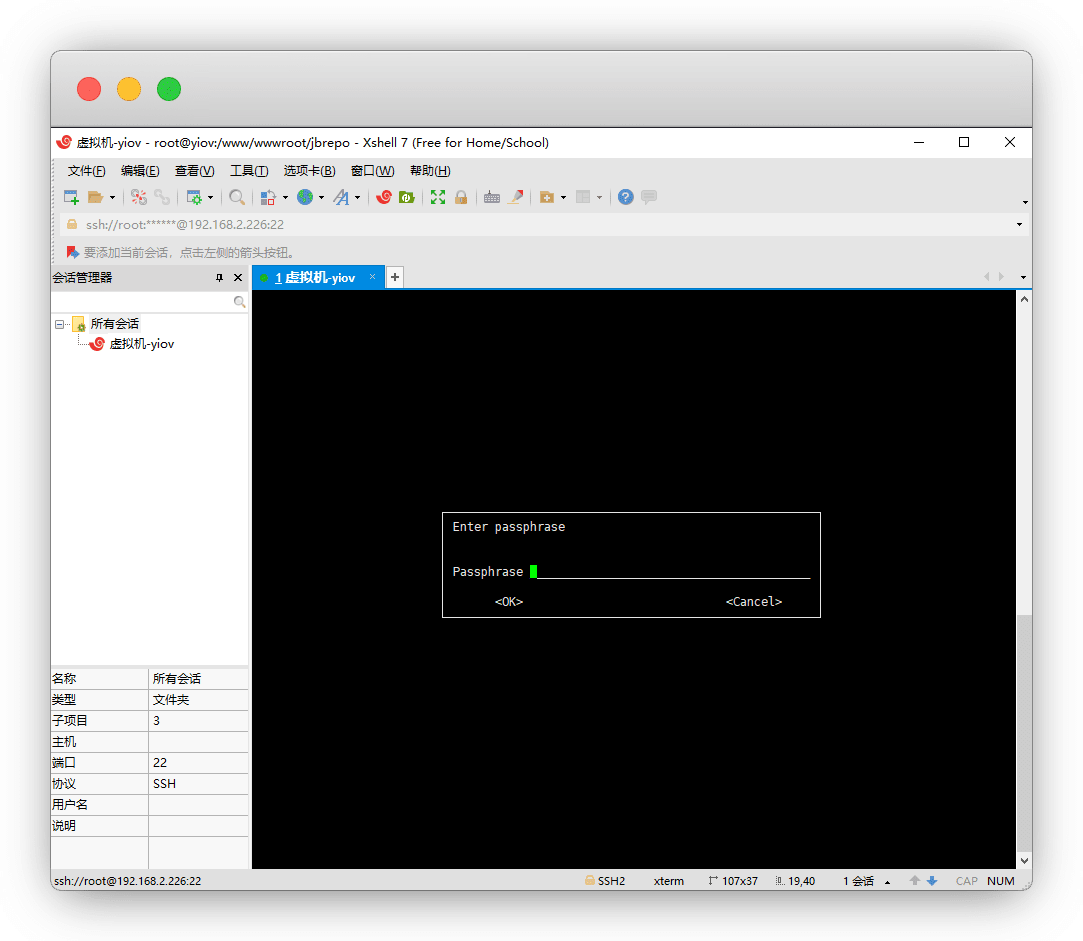 虚拟机-yiov - root@yiov:/www/wwwroot/jbrepo - Xshell 7 (Free for Home/School)
文件(F) 编辑(E) 查看(V) 工具(T) 选项卡(B) 窗口(W) 帮助(H)
ssh://root:******@192.168.2.226:22
要添加当前会话，点击左侧的箭头按钮。
会话管理器
1 虚拟机-yiov × +
所有会话
虚拟机-yiov
Enter passphrase
Passphrase
<OK> <Cancel>
名称 所有会话
类型 文件夹
子项目 3
主机
端口 22
协议 SSH
用户名
说明
ssh://root@192.168.2.226:22 SSH2 xterm 107x37 19,40 1 会话 CAP NUM